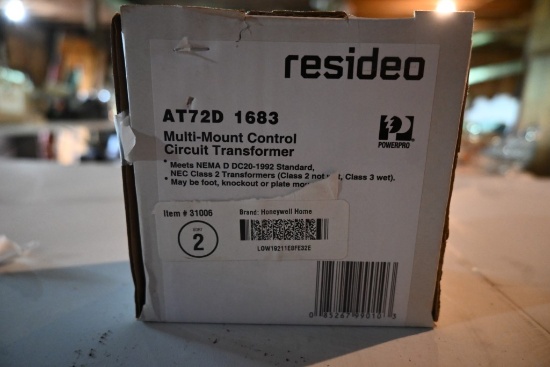 resideo
AT72D 1683
Multi-Mount Control
Circuit Transformer
POWERPRO
• Meets NEMA D DC20-1992 Standard,
NEC Class 2 Transformers (Class 2 not wet, Class 3 wet).
• May be foot, knockout or plate
Item # 31006
Brand: Honeywell Home
2